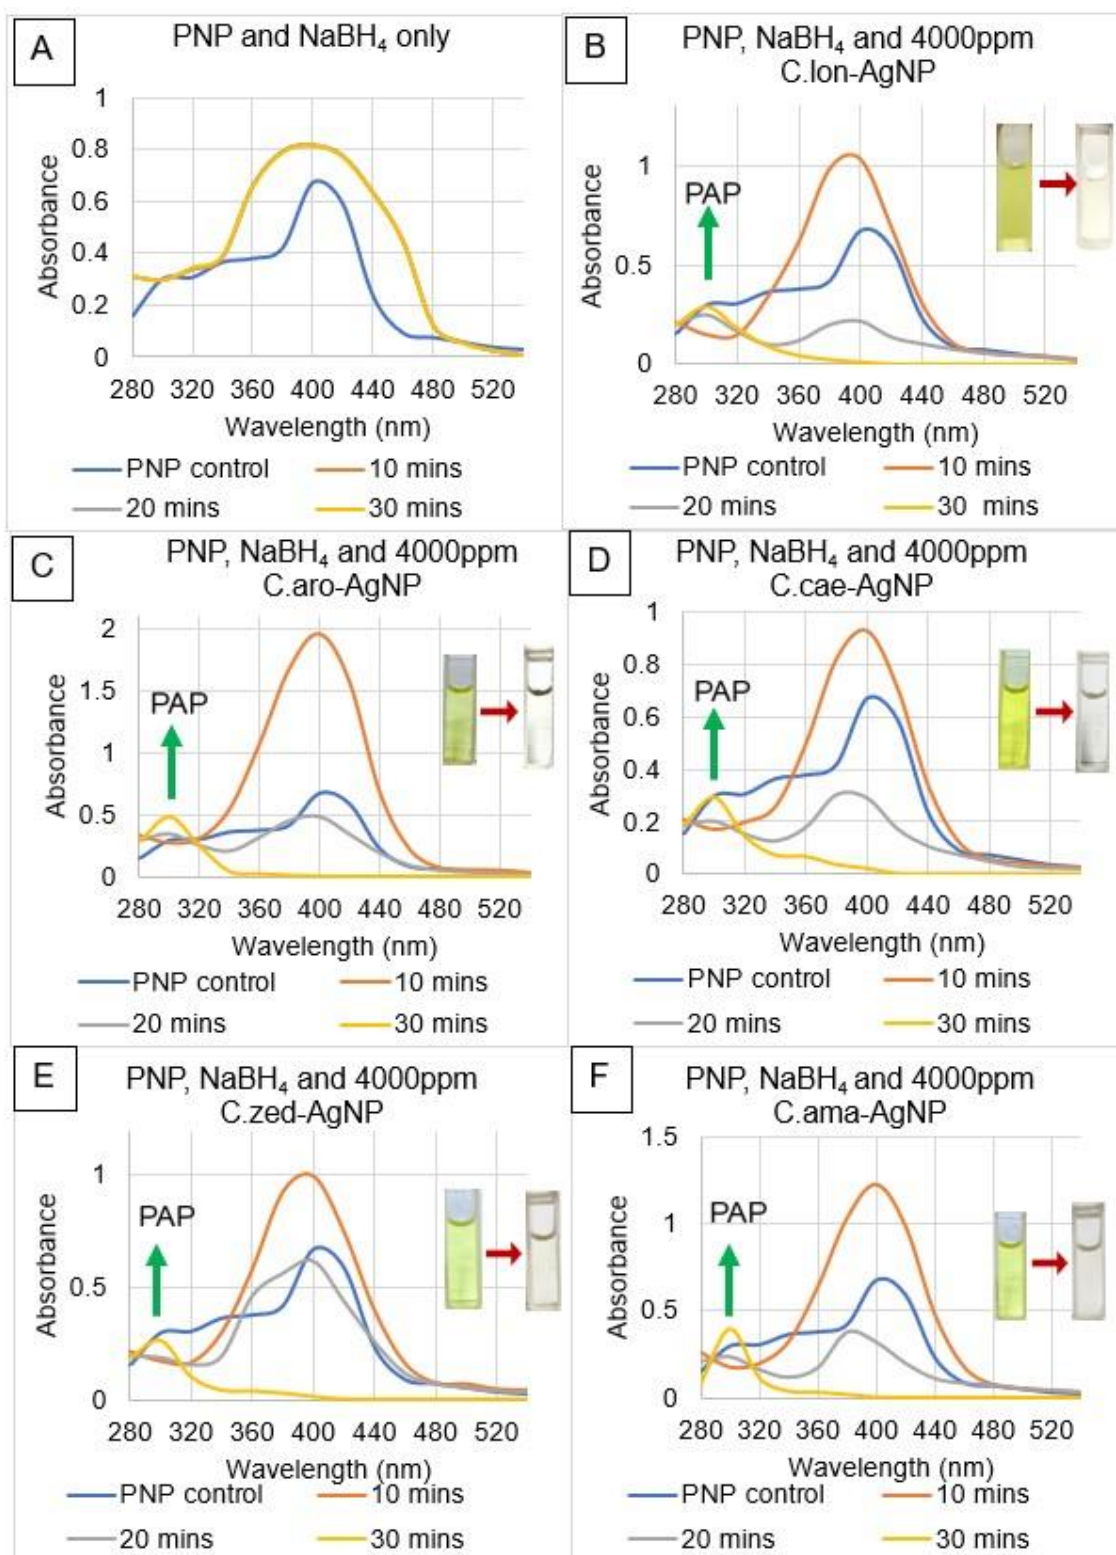 A
PNP and NaBH₄ only
1
0.8
0.6
0.4
0.2
0
Absorbance
280 320 360 400 440 480 520
Wavelength (nm)
PNP control 10 mins
20 mins 30 mins
B
PNP, NaBH₄ and 4000ppm
C.lon-AgNP
1
0.5
0
Absorbance
PAP
280 320 360 400 440 480 520
Wavelength (nm)
PNP control 10 mins
20 mins 30 mins
C
PNP, NaBH₄ and 4000ppm
C.aro-AgNP
2
1.5
1
0.5
0
Absorbance
PAP
280 320 360 400 440 480 520
Wavelength (nm)
PNP control 10 mins
20 mins 30 mins
D
PNP, NaBH₄ and 4000ppm
C.cae-AgNP
1
0.8
0.6
0.4
0.2
0
Absorbance
PAP
280 320 360 400 440 480 520
Wavelength (nm)
PNP control 10 mins
20 mins 30 mins
E
PNP, NaBH₄ and 4000ppm
C.zed-AgNP
1
0.5
0
Absorbance
PAP
280 320 360 400 440 480 520
Wavelength (nm)
PNP control 10 mins
20 mins 30 mins
F
PNP, NaBH₄ and 4000ppm
C.ama-AgNP
1.5
1
0.5
0
Absorbance
PAP
280 320 360 400 440 480 520
Wavelength (nm)
PNP control 10 mins
20 mins 30 mins